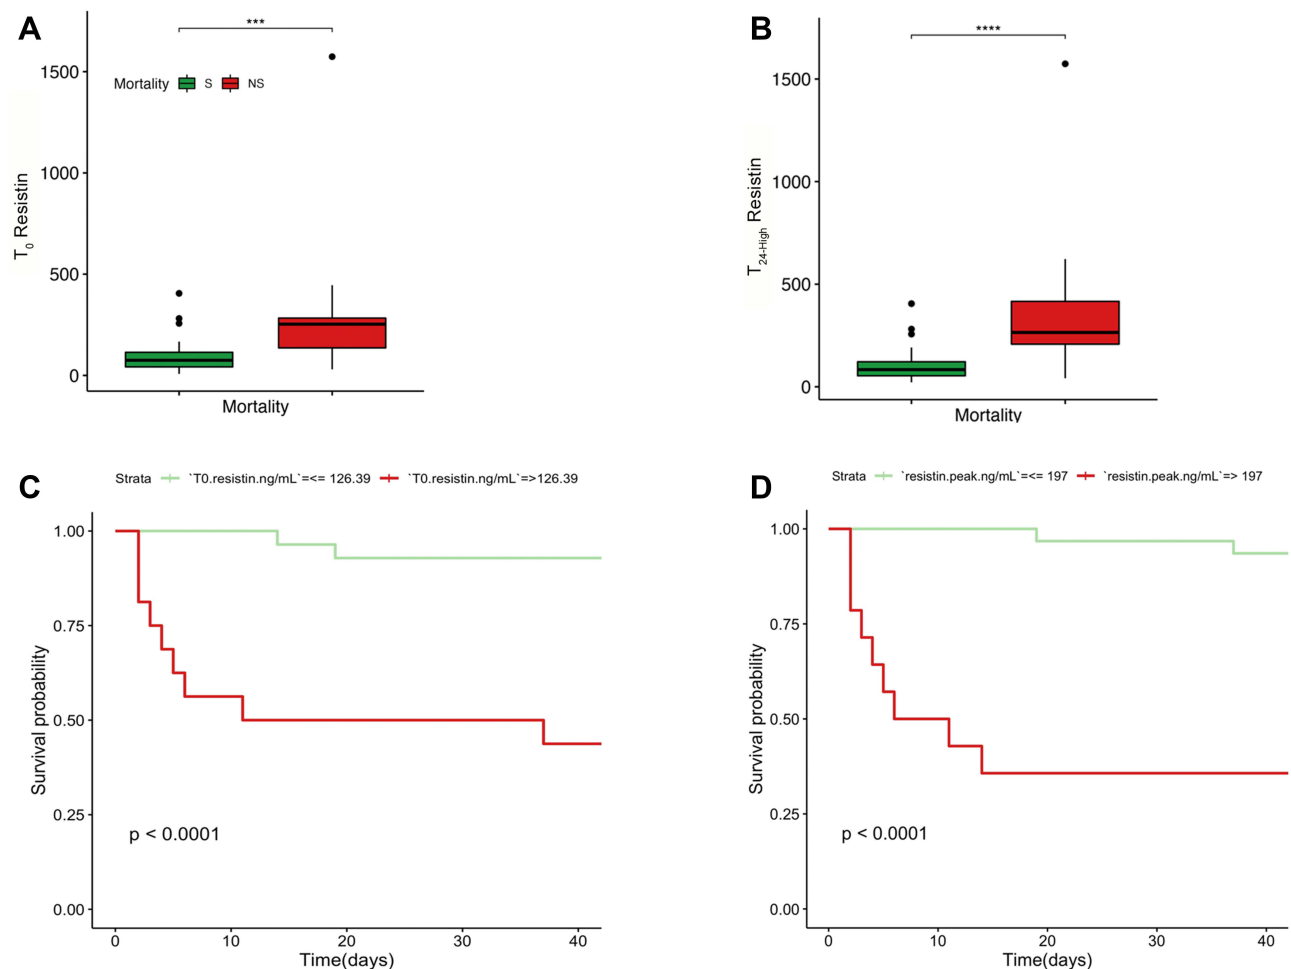 A
***
Mortality S NS
1500
1000
500
0
T0 Resistin
Mortality
B
****
1500
1000
500
0
T24-High Resistin
Mortality
C
Strata `T0.resistin.ng/mL`=<= 126.39 `T0.resistin.ng/mL`=>126.39
1.00
0.75
0.50
0.25
0.00
Survival probability
p < 0.0001
0 10 20 30 40
Time(days)
D
Strata `resistin.peak.ng/mL`=<= 197 `resistin.peak.ng/mL`=> 197
1.00
0.75
0.50
0.25
0.00
Survival probability
p < 0.0001
0 10 20 30 40
Time(days)